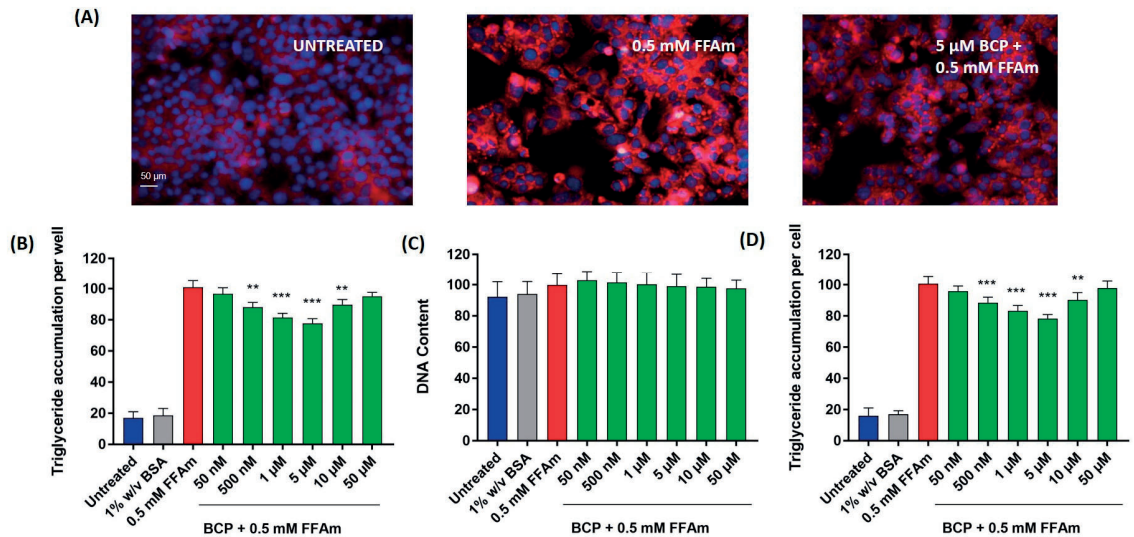 (A)
UNTREATED
0.5 mM FFAm
5 µM BCP +
0.5 mM FFAm
50 µm
(B)
Triglyceride accumulation per well
120
100
80
60
40
20
0
**
***
***
**
Untreated
1% w/v BSA
0.5 mM FFAm
50 nM
500 nM
1 µM
5 µM
10 µM
50 µM
BCP + 0.5 mM FFAm
(C)
DNA Content
120
100
80
60
40
20
0
Untreated
1% w/v BSA
0.5 mM FFAm
50 nM
500 nM
1 µM
5 µM
10 µM
50 µM
BCP + 0.5 mM FFAm
(D)
Triglyceride accumulation per cell
120
100
80
60
40
20
0
***
***
***
**
Untreated
1% w/v BSA
0.5 mM FFAm
50 nM
500 nM
1 µM
5 µM
10 µM
50 µM
BCP + 0.5 mM FFAm